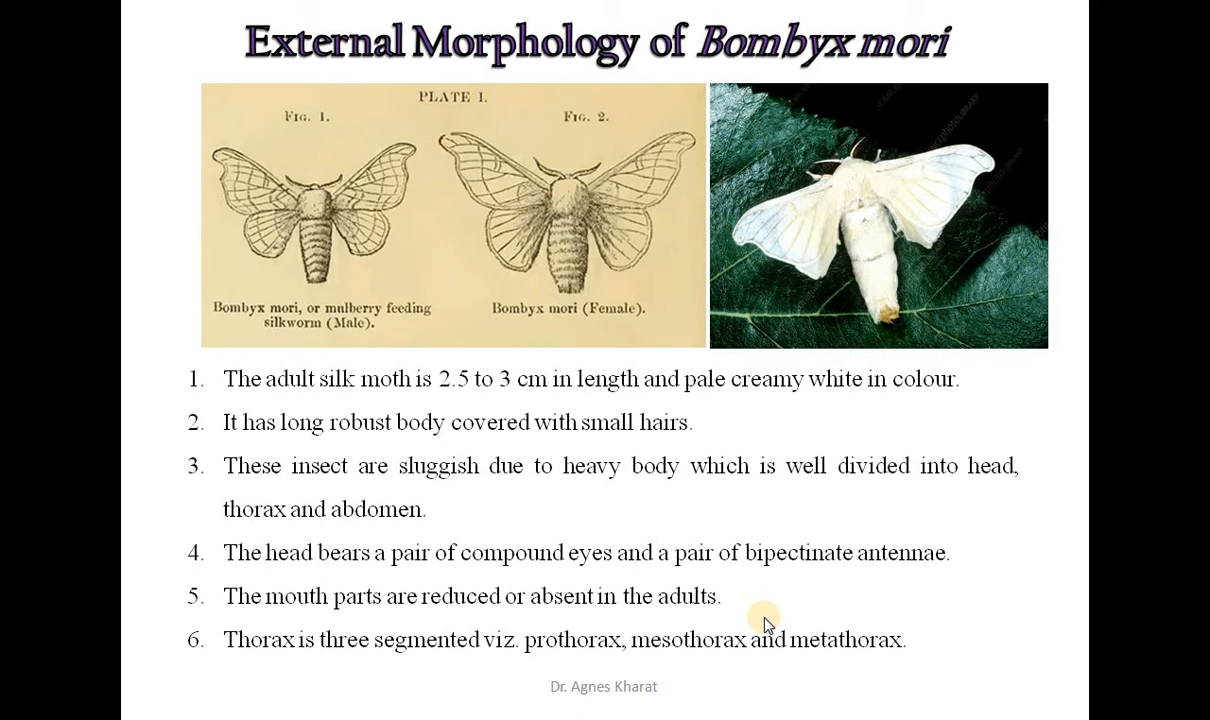 External Morphology of Bombyx mori
PLATE 1.
FIG. 1.
FIG. 2.
Bombyx mori, or mulberry feeding
silkworm (Male).
Bombyx mori (Female).
1. The adult silk moth is 2.5 to 3 cm in length and pale creamy white in colour.
2. It has long robust body covered with small hairs.
3. These insect are sluggish due to heavy body which is well divided into head,
thorax and abdomen.
4. The head bears a pair of compound eyes and a pair of bipectinate antennae.
5. The mouth parts are reduced or absent in the adults.
6. Thorax is three segmented viz. prothorax, mesothorax and metathorax.
Dr. Agnes Kharat